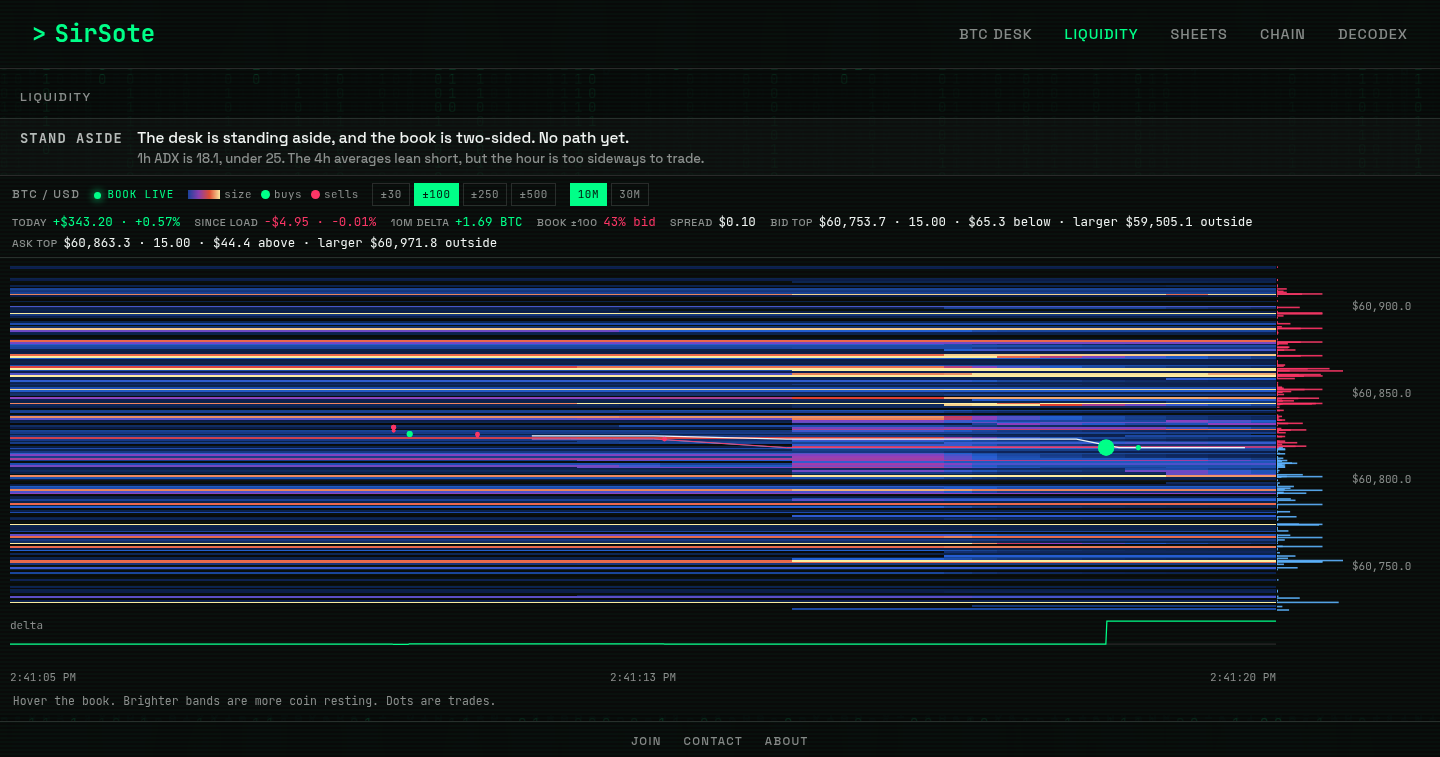 > SirSote
BTC DESK LIQUIDITY SHEETS CHAIN DECODEX
LIQUIDITY
STAND ASIDE The desk is standing aside, and the book is two-sided. No path yet.
1h ADX is 18.1, under 25. The 4h averages lean short, but the hour is too sideways to trade.
BTC / USD BOOK LIVE size buys sells ±30 ±100 ±250 ±500 10M 30M
TODAY +$343.20 · +0.57% SINCE LOAD -$4.95 · -0.01% 10M DELTA +1.69 BTC BOOK ±100 43% bid SPREAD $0.10 BID TOP $60,753.7 · 15.00 · $65.3 below · larger $59,505.1 outside
ASK TOP $60,863.3 · 15.00 · $44.4 above · larger $60,971.8 outside
$60,900.0
$60,850.0
$60,800.0
$60,750.0
delta
2:41:05 PM 2:41:13 PM 2:41:20 PM
Hover the book. Brighter bands are more coin resting. Dots are trades.
JOIN CONTACT ABOUT